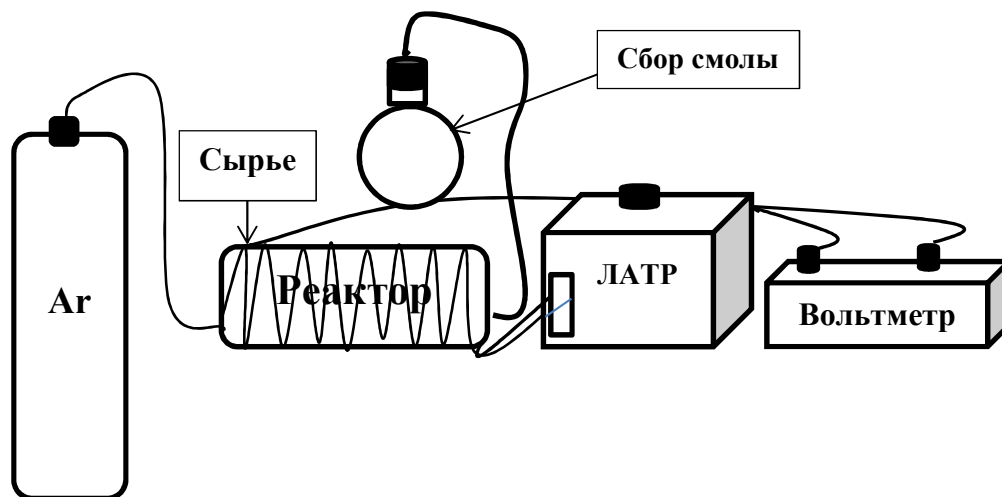 Сбор смолы
Сырье
Ar
Реактор
ЛАТР
Вольтметр